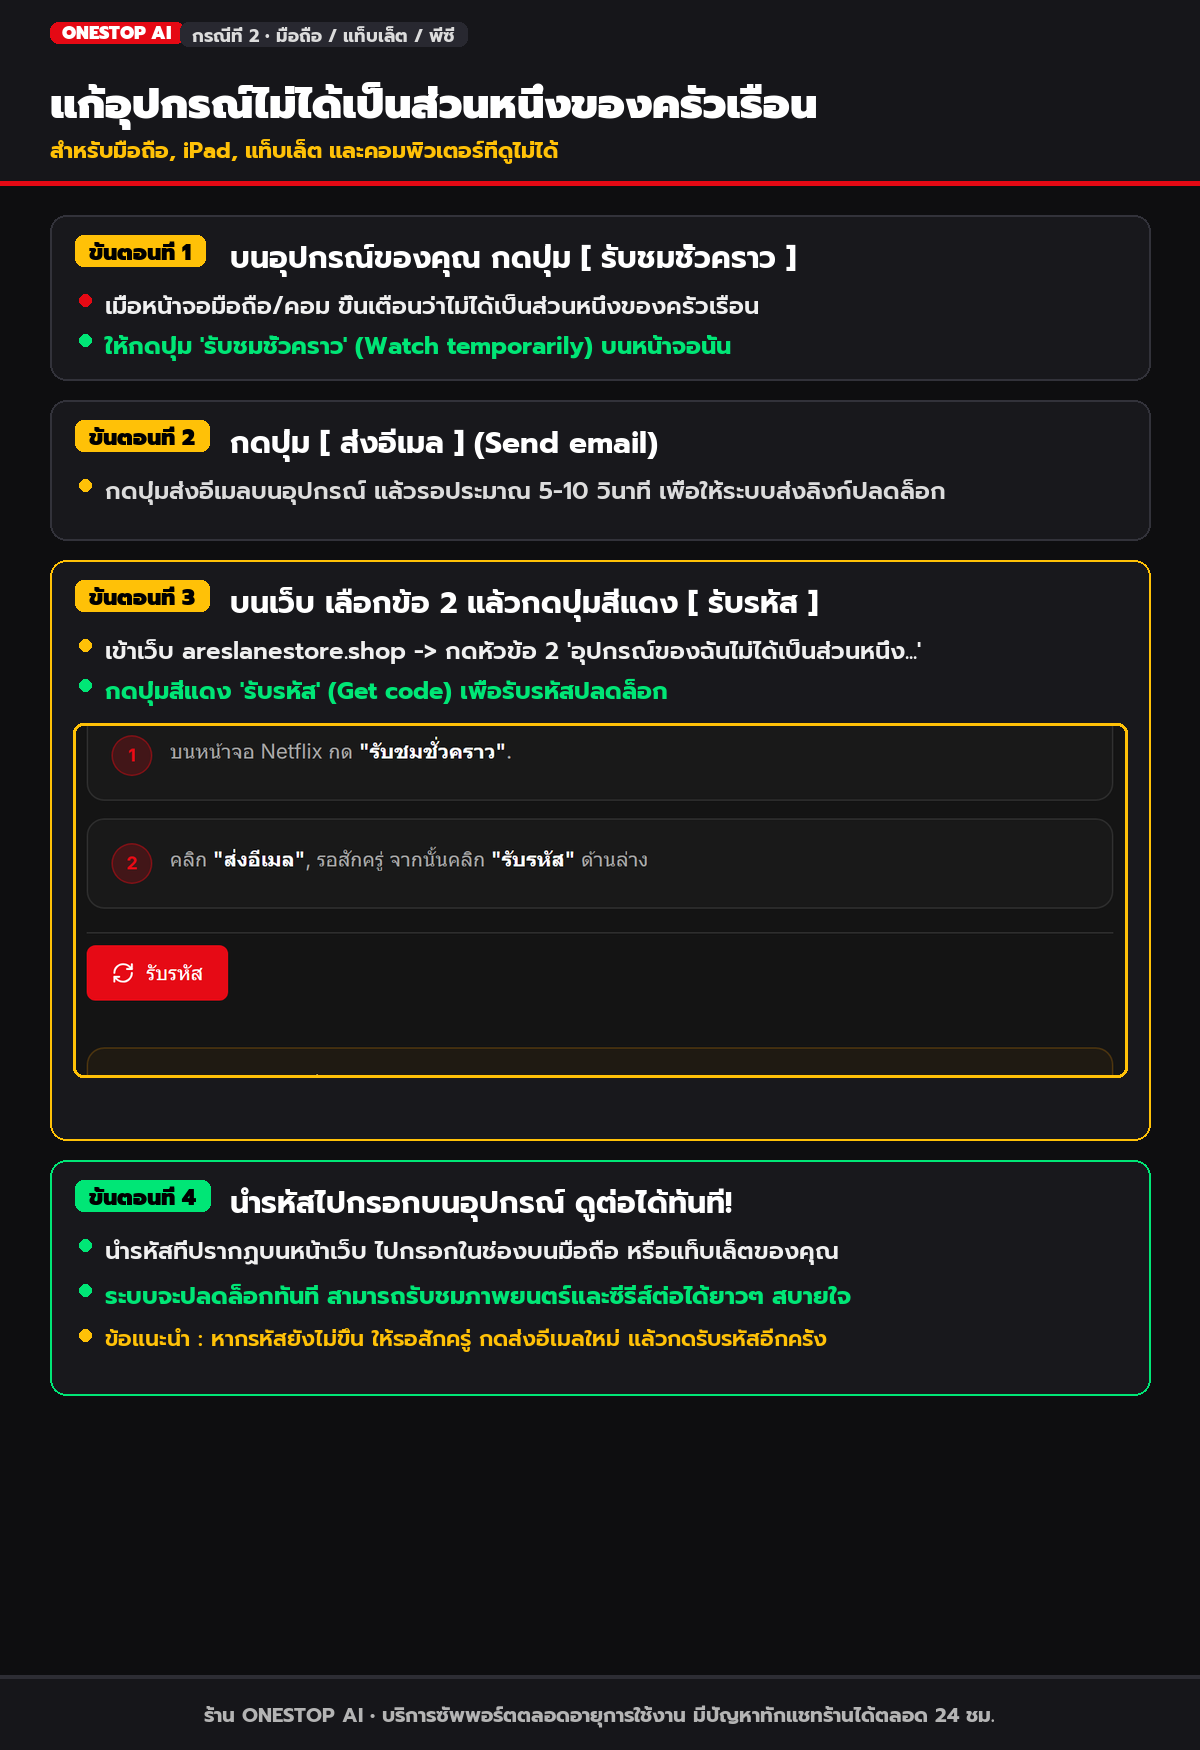 ONESTOP AI
กรณีที่ 2 · มือถือ / แท็บเล็ต / พีซี
แก้อุปกรณ์ไม่ได้เป็นส่วนหนึ่งของครัวเรือน
สำหรับมือถือ, iPad, แท็บเล็ต และคอมพิวเตอร์ที่ดูไม่ได้
ขั้นตอนที่ 1
บนอุปกรณ์ของคุณ กดปุ่ม [ รับชมชั่วคราว ]
เมื่อหน้าจอมือถือ/คอม ขึ้นเตือนว่าไม่ได้เป็นส่วนหนึ่งของครัวเรือน
ให้กดปุ่ม 'รับชมชั่วคราว' (Watch temporarily) บนหน้าจอนั้น
ขั้นตอนที่ 2
กดปุ่ม [ ส่งอีเมล ] (Send email)
กดปุ่มส่งอีเมลบนอุปกรณ์ แล้วรอประมาณ 5-10 วินาที เพื่อให้ระบบส่งลิงก์ปลดล็อก
ขั้นตอนที่ 3
บนเว็บ เลือกข้อ 2 แล้วกดปุ่มสีแดง [ รับรหัส ]
เข้าเว็บ areslanestore.shop -> กดหัวข้อ 2 'อุปกรณ์ของฉันไม่ได้เป็นส่วนหนึ่ง...'
กดปุ่มสีแดง 'รับรหัส' (Get code) เพื่อรับรหัสปลดล็อก
1 บนหน้าจอ Netflix กด "รับชมชั่วคราว".
2 คลิก "ส่งอีเมล", รอสักครู่ จากนั้นคลิก "รับรหัส" ด้านล่าง
รับรหัส
ขั้นตอนที่ 4
นำรหัสไปกรอกบนอุปกรณ์ ดูต่อได้ทันที!
นำรหัสที่ปรากฏบนหน้าเว็บ ไปกรอกในช่องบนมือถือ หรือแท็บเล็ตของคุณ
ระบบจะปลดล็อกทันที สามารถรับชมภาพยนตร์และซีรีส์ต่อได้ยาวๆ สบายใจ
ข้อแนะนำ : หากรหัสยังไม่ขึ้น ให้รอสักครู่ กดส่งอีเมลใหม่ แล้วกดรับรหัสอีกครั้ง
ร้าน ONESTOP AI · บริการซัพพอร์ตตลอดอายุการใช้งาน มีปัญหาทักแชทร้านได้ตลอด 24 ชม.